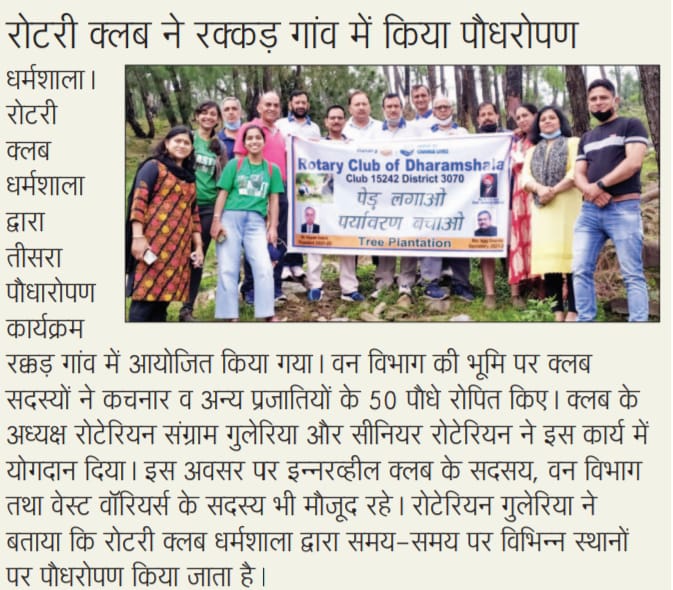 रोटरी क्लब ने रक्कड़ गांव में किया पौधरोपण
धर्मशाला।
रोटरी
क्लब
धर्मशाला
द्वारा
तीसरा
पौधारोपण
कार्यक्रम
Rotary Club of Dharamshala
Club 15242 District 3070
पेड़ लगाओ
पर्यावरण बचाओ
Tree Plantation
रक्कड़ गांव में आयोजित किया गया। वन विभाग की भूमि पर क्लब
सदस्यों ने कचनार व अन्य प्रजातियों के 50 पौधे रोपित किए। क्लब के
अध्यक्ष रोटेरियन संग्राम गुलेरिया और सीनियर रोटेरियन ने इस कार्य में
योगदान दिया। इस अवसर पर इन्नरव्हील क्लब के सदसय, वन विभाग
तथा वेस्ट वॉरियर्स के सदस्य भी मौजूद रहे। रोटेरियन गुलेरिया ने
बताया कि रोटरी क्लब धर्मशाला द्वारा समय-समय पर विभिन्न स्थानों
पर पौधरोपण किया जाता है।